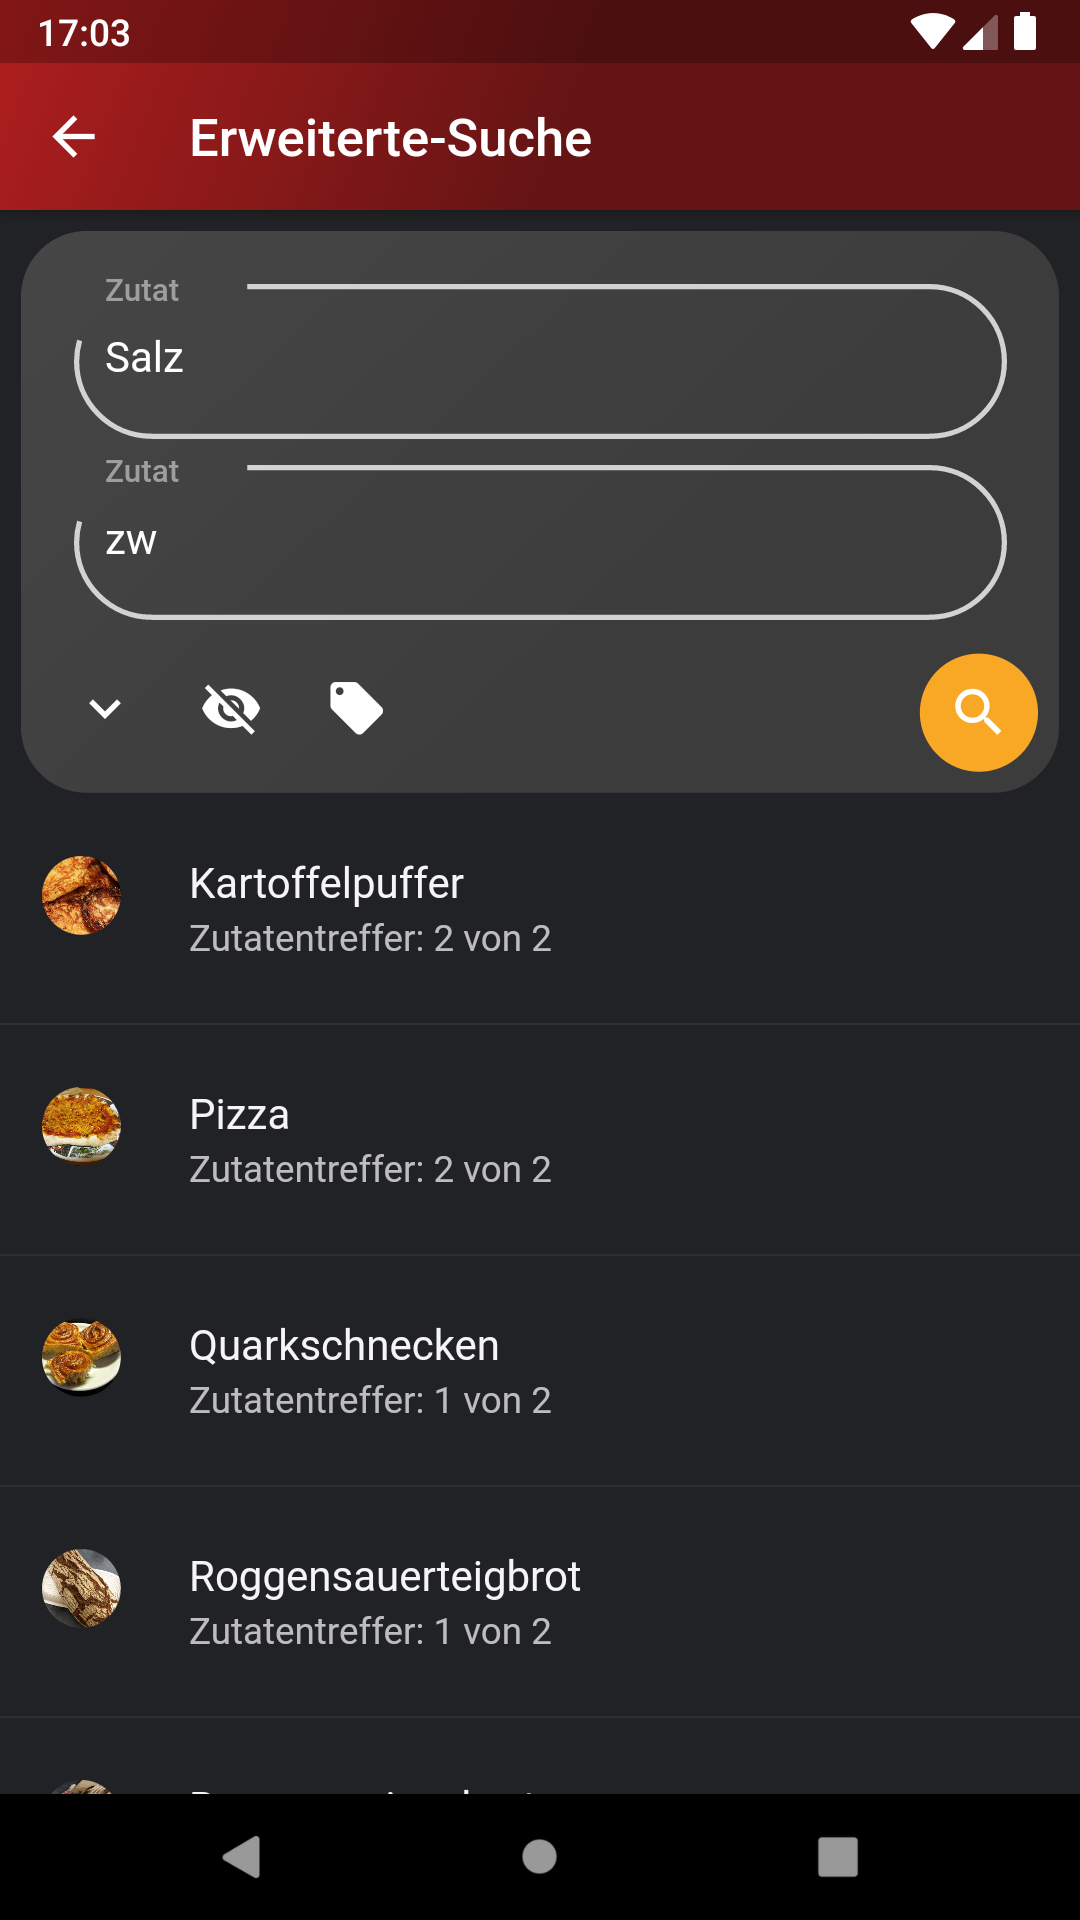 17:03
Erweiterte-Suche
Zutat
Salz
Zutat
zw
Kartoffelpuffer
Zutatentreffer: 2 von 2
Pizza
Zutatentreffer: 2 von 2
Quarkschnecken
Zutatentreffer: 1 von 2
Roggensauerteigbrot
Zutatentreffer: 1 von 2